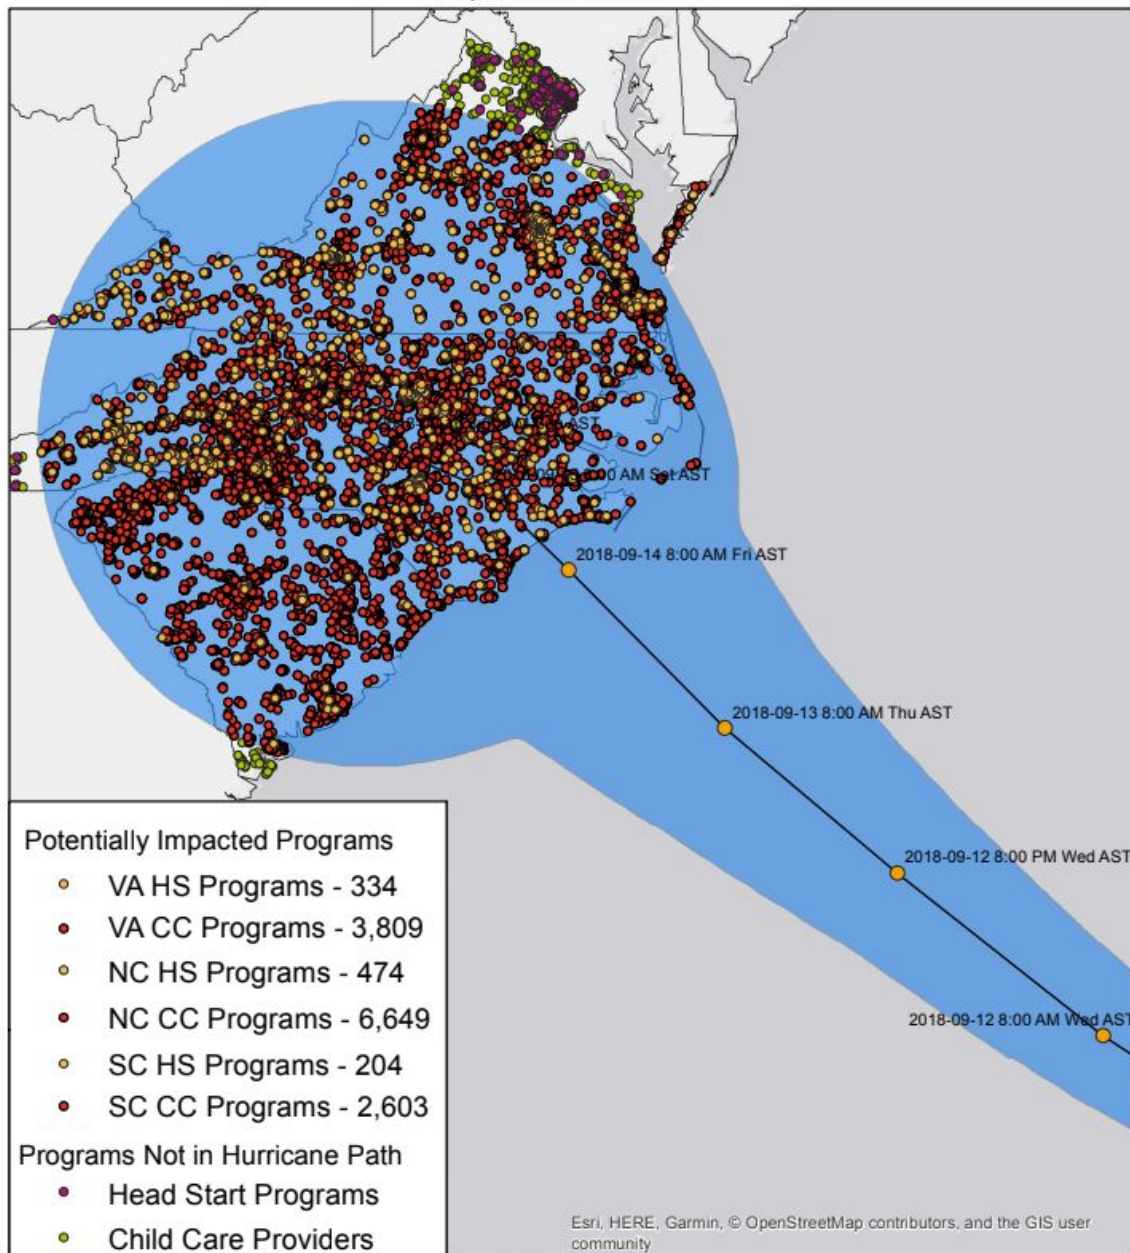 2018-09-14 8:00 AM Fri AST
2018-09-13 8:00 AM Thu AST
2018-09-12 8:00 PM Wed AST
2018-09-12 8:00 AM Wed AST
AM Sat AST
Potentially Impacted Programs
VA HS Programs - 334
VA CC Programs - 3,809
NC HS Programs - 474
NC CC Programs - 6,649
SC HS Programs - 204
SC CC Programs - 2,603
Programs Not in Hurricane Path
Head Start Programs
Child Care Providers
Esri, HERE, Garmin, © OpenStreetMap contributors, and the GIS user
community